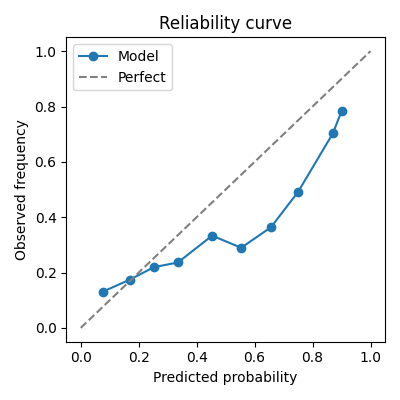 Reliability curve
Model
Perfect
Observed frequency
1.0
0.8
0.6
0.4
0.2
0.0
0.0 0.2 0.4 0.6 0.8 1.0
Predicted probability